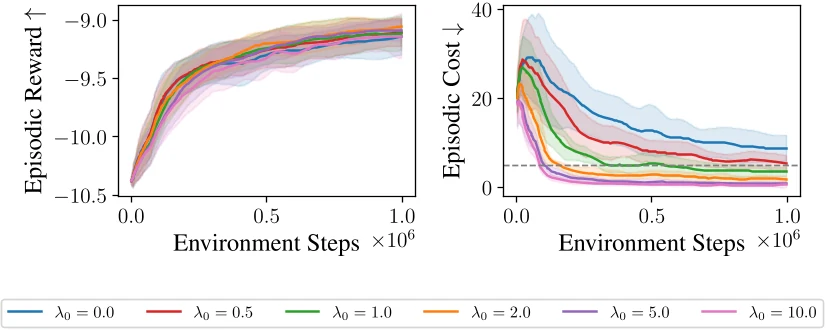 Episodic Reward ↑
−9.0
−9.5
−10.0
−10.5
0.0 0.5 1.0
Environment Steps ×10⁶
Episodic Cost ↓
40
20
0
0.0 0.5 1.0
Environment Steps ×10⁶
λ₀ = 0.0 λ₀ = 0.5 λ₀ = 1.0 λ₀ = 2.0 λ₀ = 5.0 λ₀ = 10.0